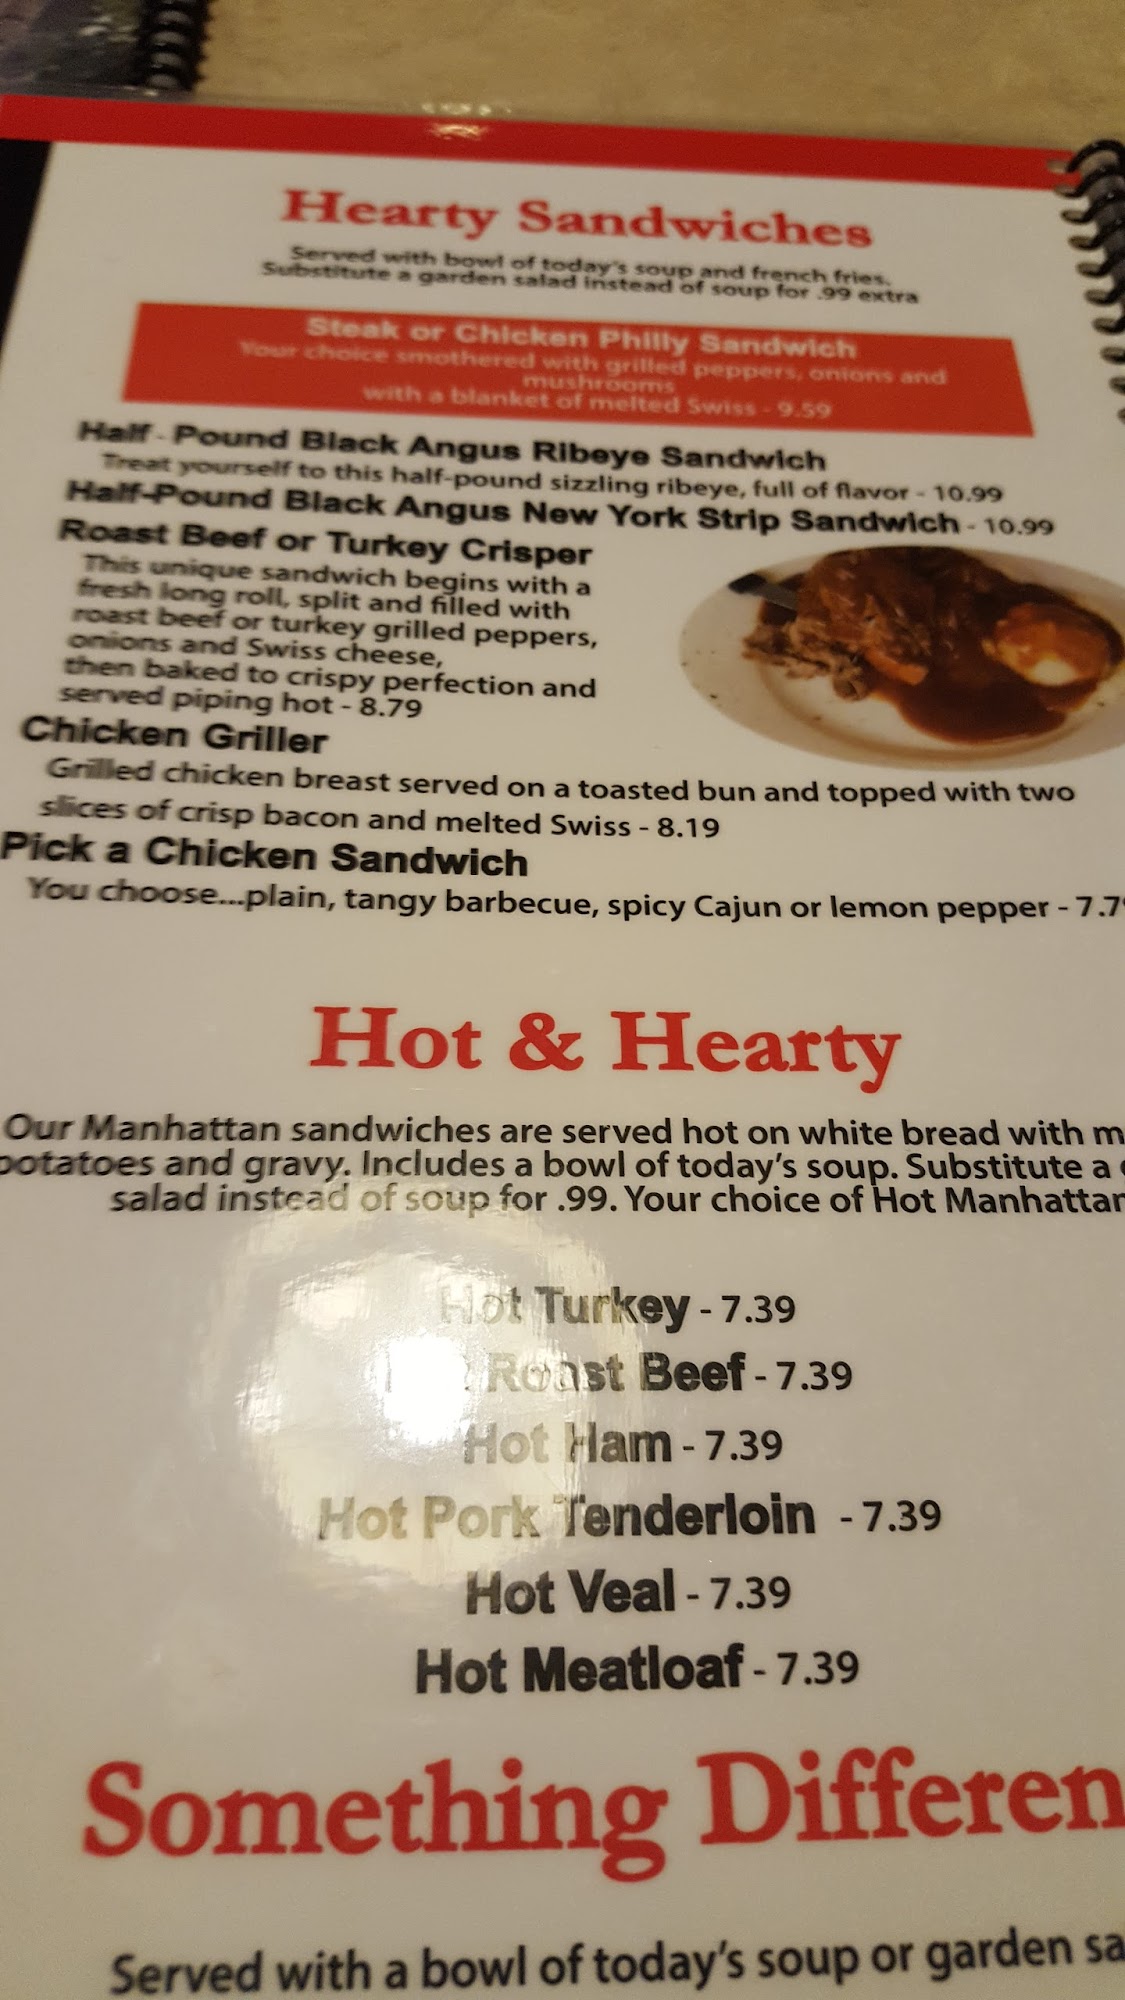 Hearty Sandwiches
Served with bowl of today's soup and french fries.
Substitute a garden salad instead of soup for .99 extra
Steak or Chicken Philly Sandwich
Your choice smothered with grilled peppers, onions and
mushrooms
with a blanket of melted Swiss - 9.59
Half - Pound Black Angus Ribeye Sandwich
Treat yourself to this half-pound sizzling ribeye, full of flavor - 10.99
Half-Pound Black Angus New York Strip Sandwich - 10.99
Roast Beef or Turkey Crisper
This unique sandwich begins with a
fresh long roll, split and filled with
roast beef or turkey grilled peppers,
onions and Swiss cheese,
then baked to crispy perfection and
served piping hot - 8.79
Chicken Griller
Grilled chicken breast served on a toasted bun and topped with two
slices of crisp bacon and melted Swiss - 8.19
Pick a Chicken Sandwich
You choose...plain, tangy barbecue, spicy Cajun or lemon pepper - 7.7
Hot & Hearty
Our Manhattan sandwiches are served hot on white bread with m
potatoes and gravy. Includes a bowl of today's soup. Substitute a
salad instead of soup for .99. Your choice of Hot Manhattan
Hot Turkey - 7.39
Roast Beef - 7.39
Hot Ham - 7.39
Hot Pork Tenderloin - 7.39
Hot Veal - 7.39
Hot Meatloaf - 7.39
Something Differen
Served with a bowl of today's soup or garden sa